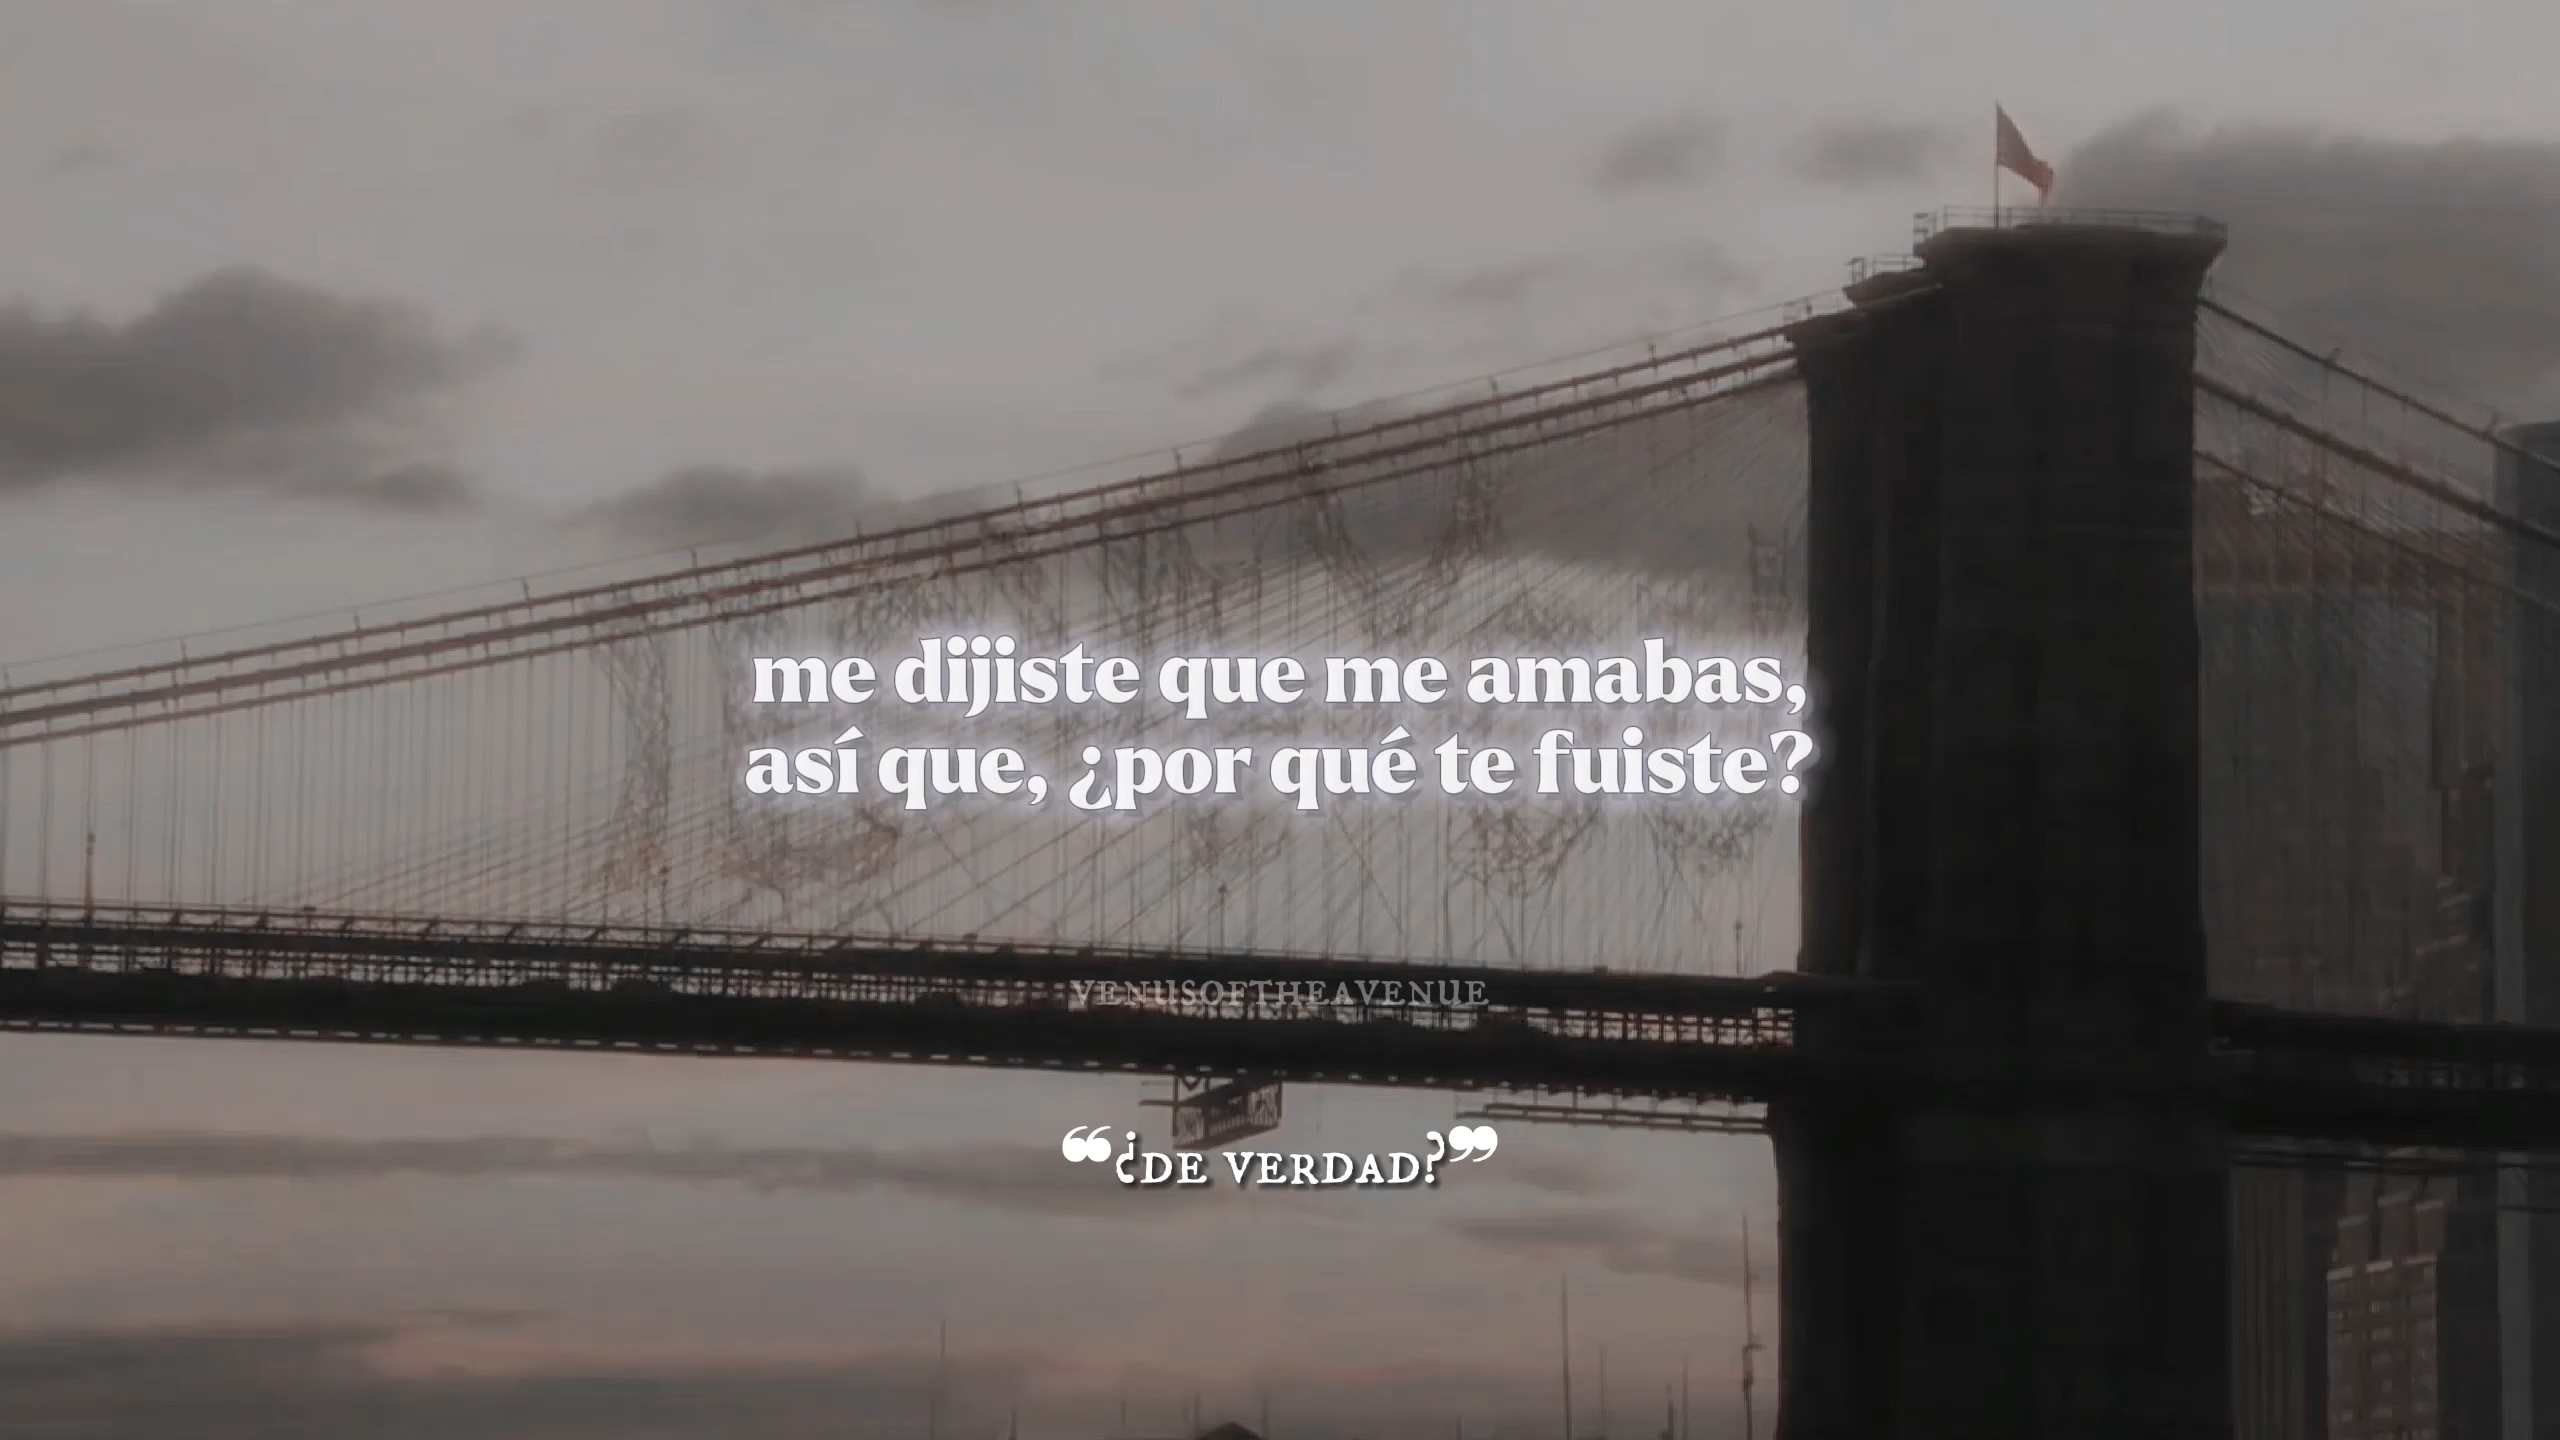 me dijiste que me amabas,
así que, ¿por qué te fuiste?
VENUSOFTHEAVENUE
❝¿DE VERDAD?❞